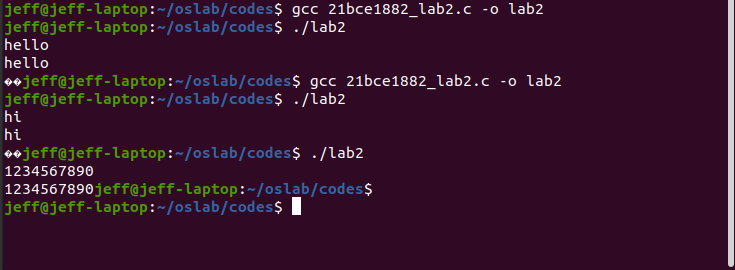 jeff@jeff-laptop:~/oslab/codes$ gcc 21bce1882_lab2.c -o lab2
jeff@jeff-laptop:~/oslab/codes$ ./lab2
hello
hello
��jeff@jeff-laptop:~/oslab/codes$ gcc 21bce1882_lab2.c -o lab2
jeff@jeff-laptop:~/oslab/codes$ ./lab2
hi
hi
��jeff@jeff-laptop:~/oslab/codes$ ./lab2
1234567890
1234567890jeff@jeff-laptop:~/oslab/codes$
jeff@jeff-laptop:~/oslab/codes$